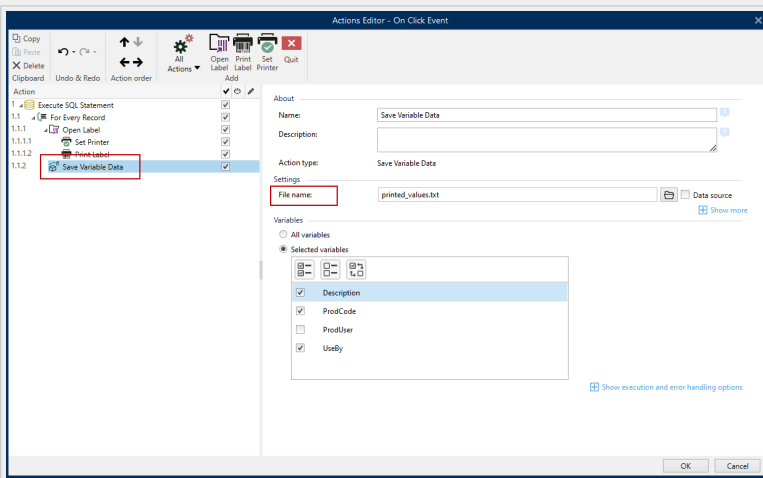 Actions Editor - On Click Event
Copy
Paste
Delete
Clipboard
Undo & Redo
Action order
All Actions
Open Label
Print Label
Set Printer
Quit
Add
Action
1 Execute SQL Statement
1.1 For Every Record
1.1.1 Open Label
1.1.1.1 Set Printer
1.1.1.2 Print Label
1.1.2 Save Variable Data
About
Name: Save Variable Data
Description:
Action type: Save Variable Data
Settings
File name: printed_values.txt Data source
Show more
Variables
All variables
Selected variables
Description
ProdCode
ProdUser
UseBy
Show execution and error handling options
OK Cancel